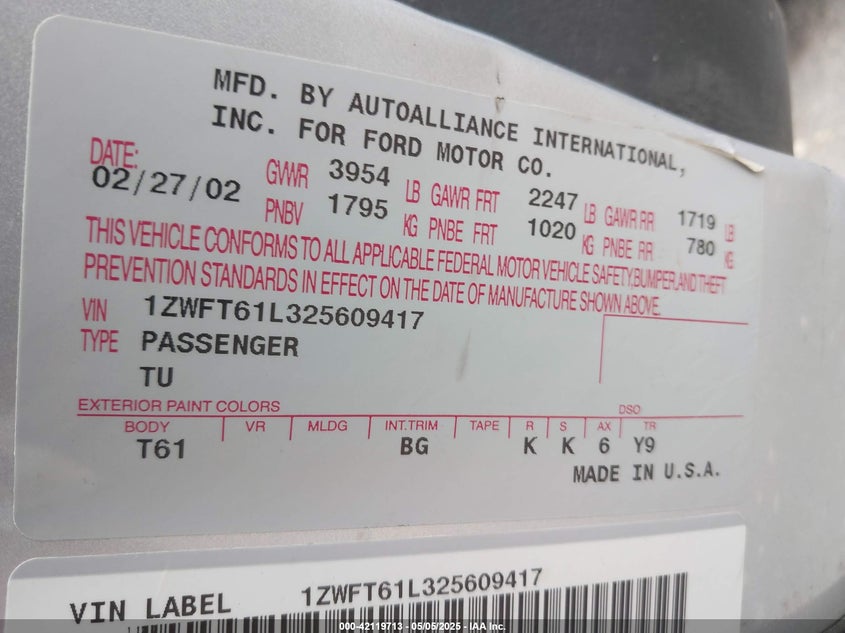 MFD. BY AUTOALLIANCE INTERNATIONAL,
INC. FOR FORD MOTOR CO.
DATE: GVWR 3954 LB GAWR FRT 2247 LB GAWR RR 1719 LB
02/27/02 PNBV 1795 KG PNBE FRT 1020 KG PNBE RR 780 KG
THIS VEHICLE CONFORMS TO ALL APPLICABLE FEDERAL MOTOR VEHICLE SAFETY, BUMPER, AND THEFT
PREVENTION STANDARDS IN EFFECT ON THE DATE OF MANUFACTURE SHOWN ABOVE.
VIN 1ZWFT61L325609417
TYPE PASSENGER
TU
EXTERIOR PAINT COLORS DSO
BODY VR MLDG INT.TRIM TAPE R S AX TR
T61 BG K K 6 Y9
MADE IN U.S.A.
VIN LABEL 1ZWFT61L325609417
000-42119713 - 05/05/2025 - IAA Inc.